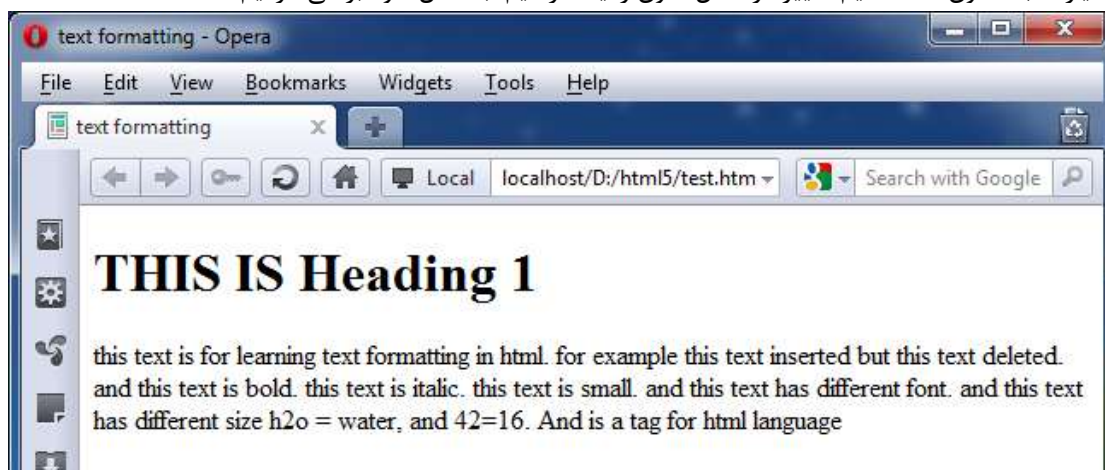 text formatting - Opera
File Edit View Bookmarks Widgets Tools Help
text formatting
Local localhost/D:/html5/test.htm Search with Google
THIS IS Heading 1
this text is for learning text formatting in html. for example this text inserted but this text deleted.
and this text is bold. this text is italic. this text is small. and this text has different font. and this text
has different size h2o = water, and 42=16. And is a tag for html language